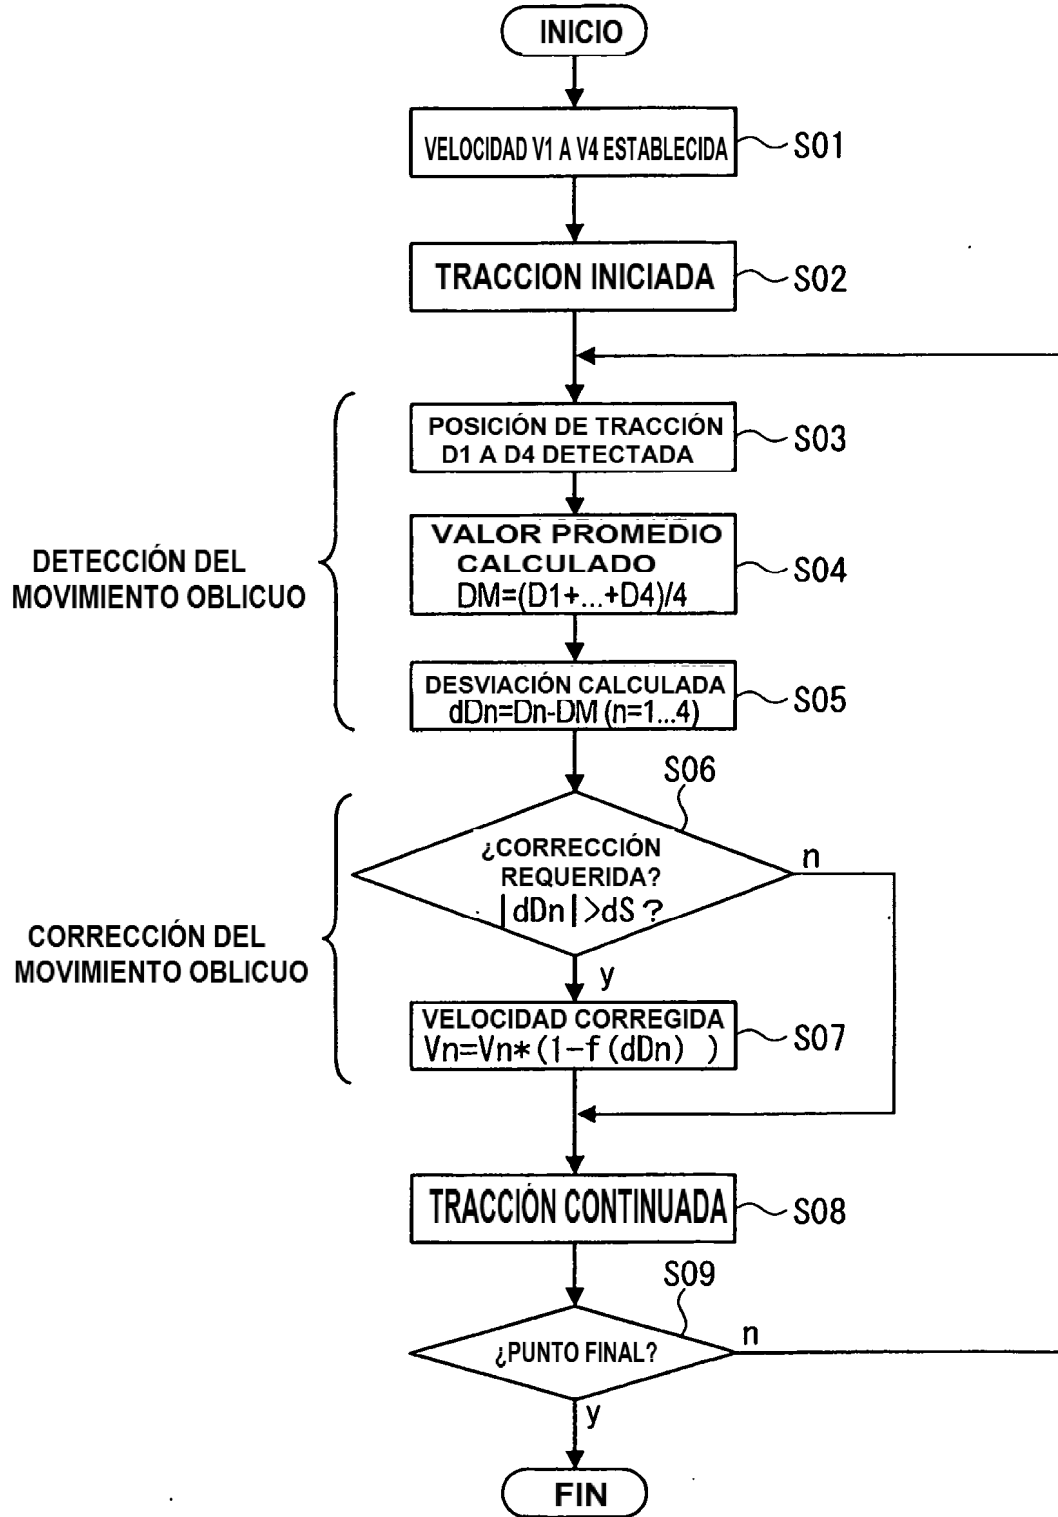 INICIO
VELOCIDAD V1 A V4 ESTABLECIDA
S01
TRACCION INICIADA
S02
POSICIÓN DE TRACCIÓN
D1 A D4 DETECTADA
S03
VALOR PROMEDIO
CALCULADO
DM=(D1+...+D4)/4
S04
DETECCIÓN DEL
MOVIMIENTO OBLICUO
DESVIACIÓN CALCULADA
dDn=Dn-DM (n=1...4)
S05
S06
¿CORRECCIÓN
REQUERIDA?
|dDn|>dS ?
n
y
CORRECCIÓN DEL
MOVIMIENTO OBLICUO
VELOCIDAD CORREGIDA
Vn=Vn*(1-f(dDn) )
S07
TRACCIÓN CONTINUADA
S08
S09
¿PUNTO FINAL?
n
y
FIN